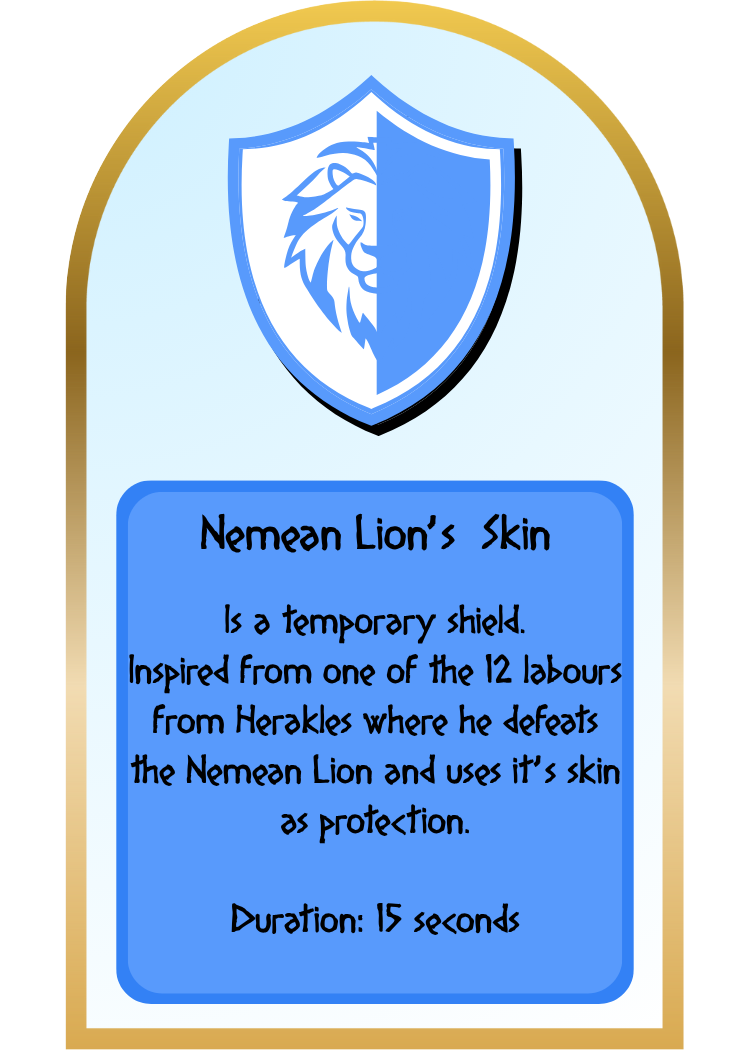 Nemean Lion's Skin
Is a temporary shield.
Inspired from one of the 12 labours
from Herakles where he defeats
the Nemean Lion and uses it's skin
as protection.
Duration: 15 seconds